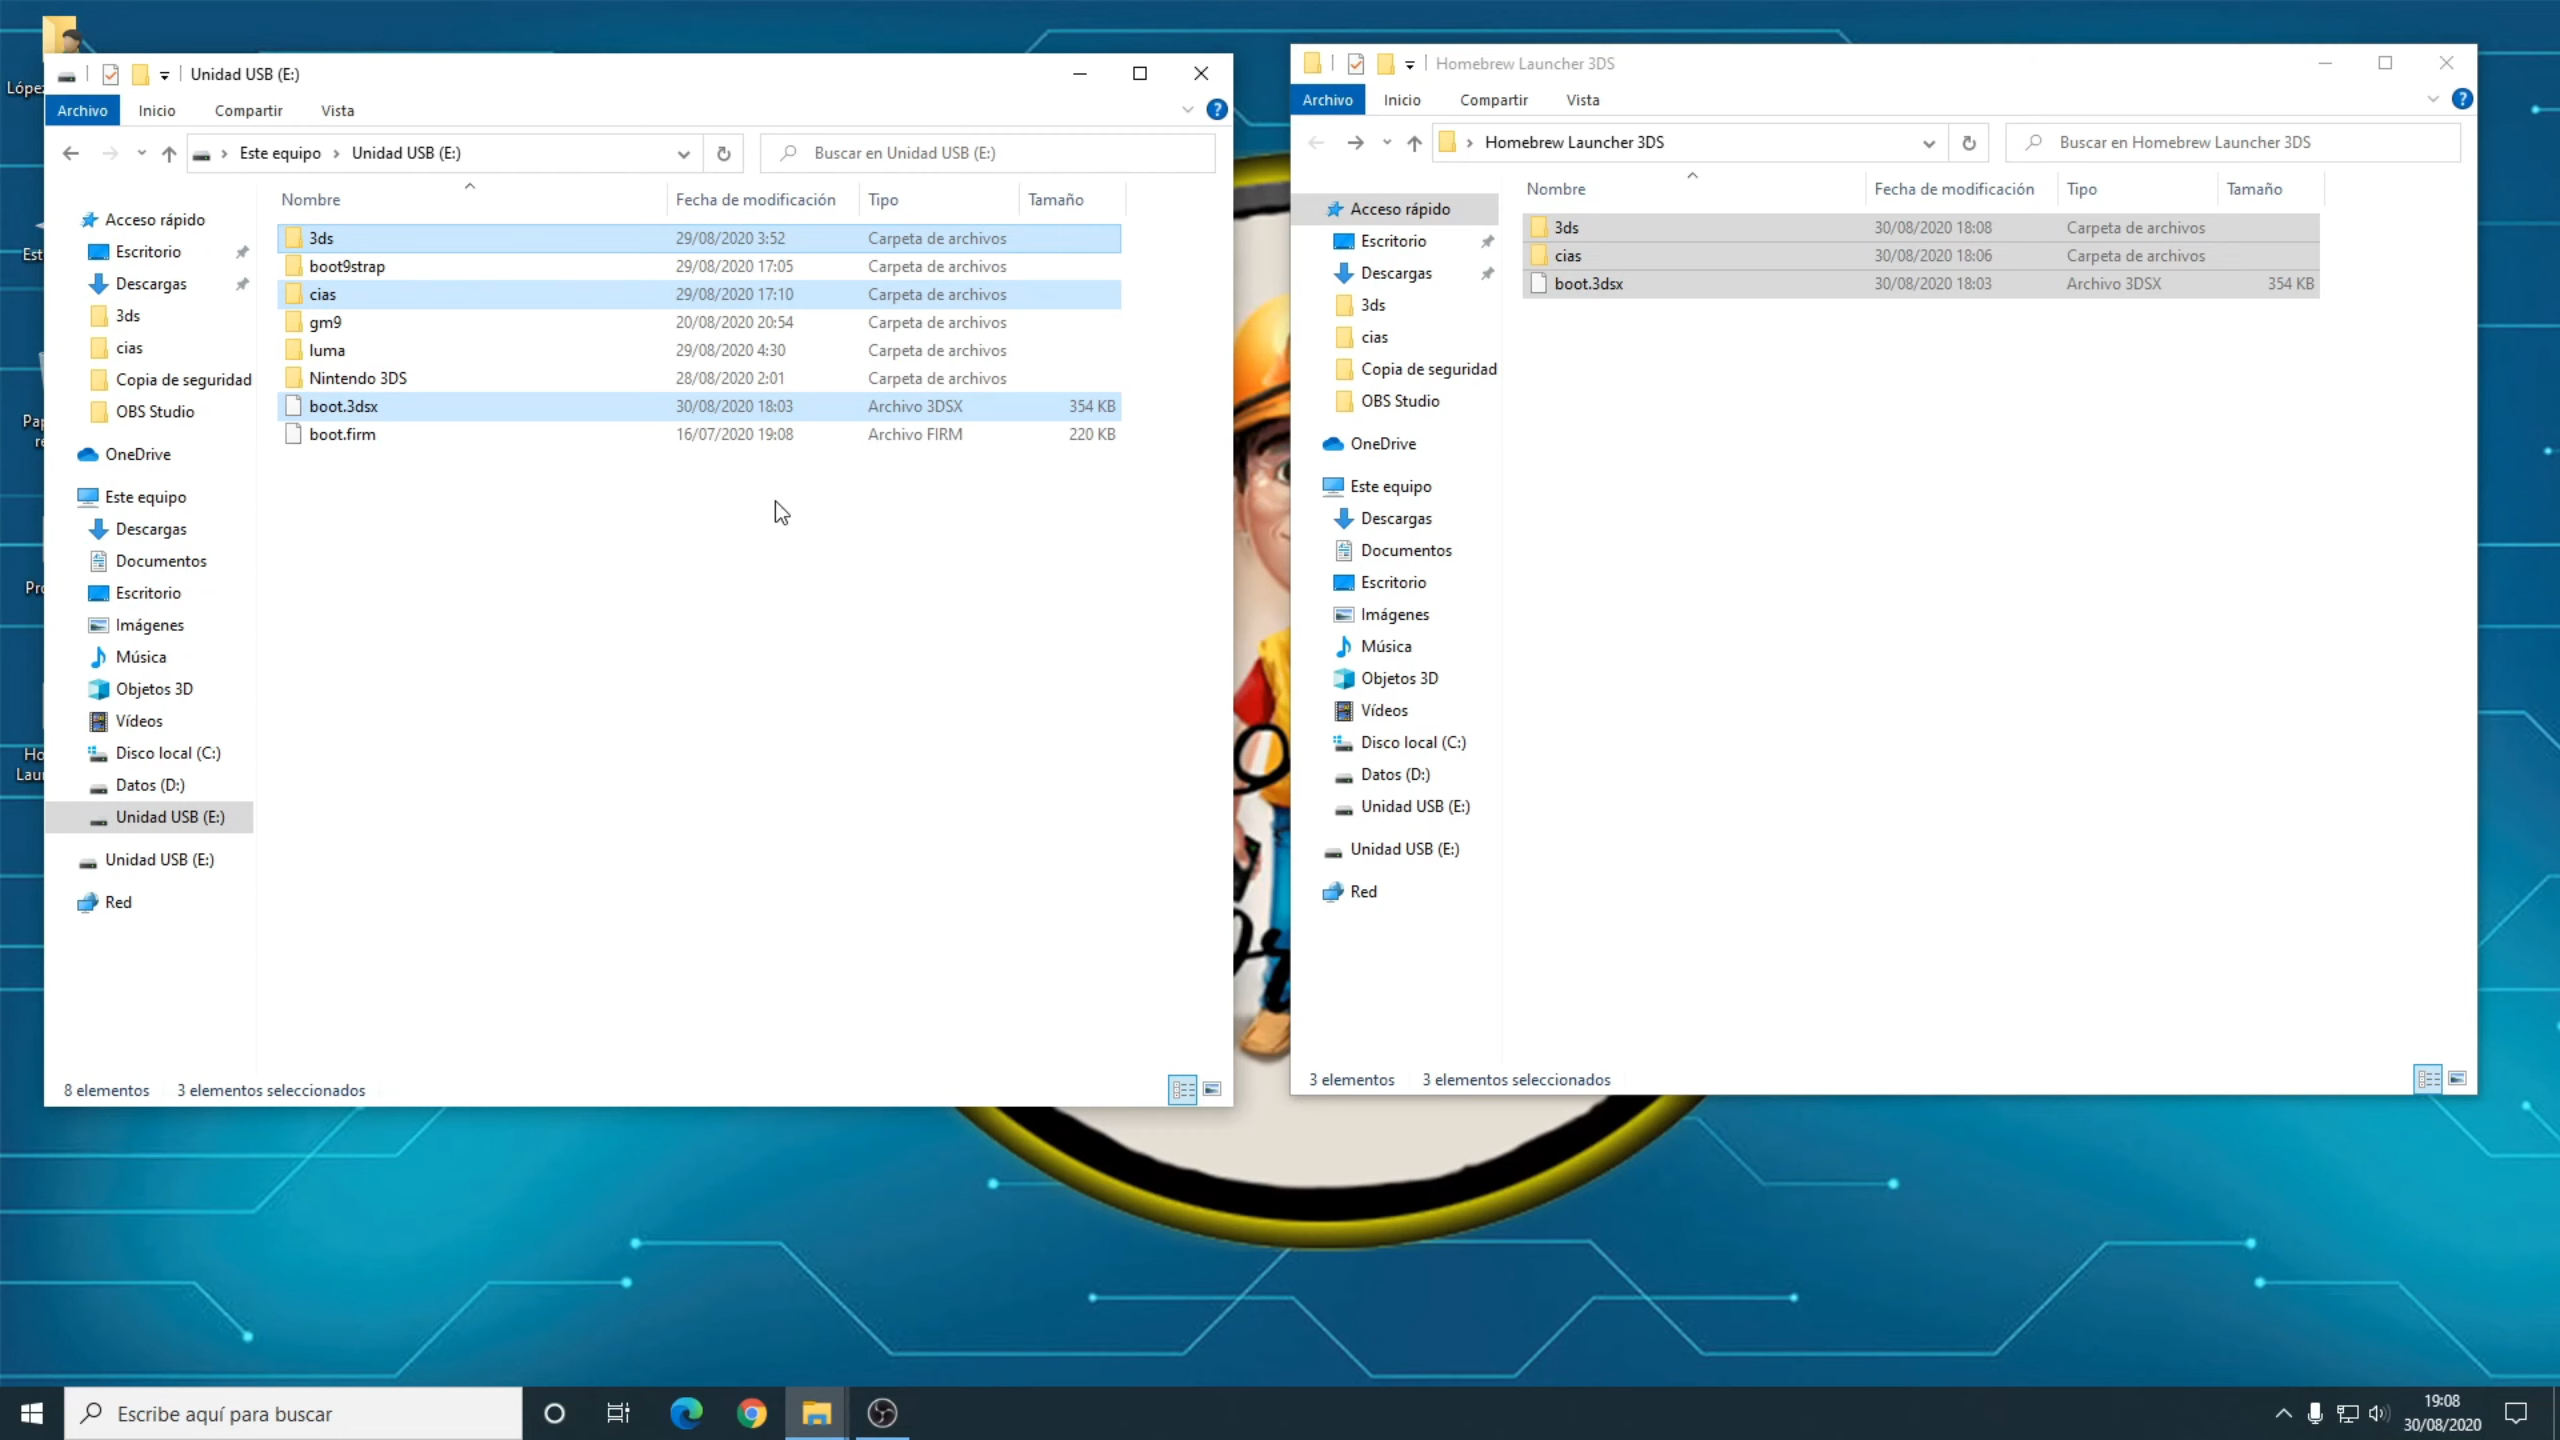 López
Est
Pap
re
Pro
Ho
Laun
Unidad USB (E:)
Archivo Inicio Compartir Vista
Este equipo > Unidad USB (E:)
Buscar en Unidad USB (E:)
Nombre Fecha de modificación Tipo Tamaño
3ds 29/08/2020 3:52 Carpeta de archivos
boot9strap 29/08/2020 17:05 Carpeta de archivos
cias 29/08/2020 17:10 Carpeta de archivos
gm9 20/08/2020 20:54 Carpeta de archivos
luma 29/08/2020 4:30 Carpeta de archivos
Nintendo 3DS 28/08/2020 2:01 Carpeta de archivos
boot.3dsx 30/08/2020 18:03 Archivo 3DSX 354 KB
boot.firm 16/07/2020 19:08 Archivo FIRM 220 KB
Acceso rápido
Escritorio
Descargas
3ds
cias
Copia de seguridad
OBS Studio
OneDrive
Este equipo
Descargas
Documentos
Escritorio
Imágenes
Música
Objetos 3D
Vídeos
Disco local (C:)
Datos (D:)
Unidad USB (E:)
Unidad USB (E:)
Red
8 elementos 3 elementos seleccionados
Homebrew Launcher 3DS
Archivo Inicio Compartir Vista
Homebrew Launcher 3DS
Buscar en Homebrew Launcher 3DS
Nombre Fecha de modificación Tipo Tamaño
3ds 30/08/2020 18:08 Carpeta de archivos
cias 30/08/2020 18:06 Carpeta de archivos
boot.3dsx 30/08/2020 18:03 Archivo 3DSX 354 KB
Acceso rápido
Escritorio
Descargas
3ds
cias
Copia de seguridad
OBS Studio
OneDrive
Este equipo
Descargas
Documentos
Escritorio
Imágenes
Música
Objetos 3D
Vídeos
Disco local (C:)
Datos (D:)
Unidad USB (E:)
Unidad USB (E:)
Red
3 elementos 3 elementos seleccionados
Escribe aquí para buscar
19:08
30/08/2020